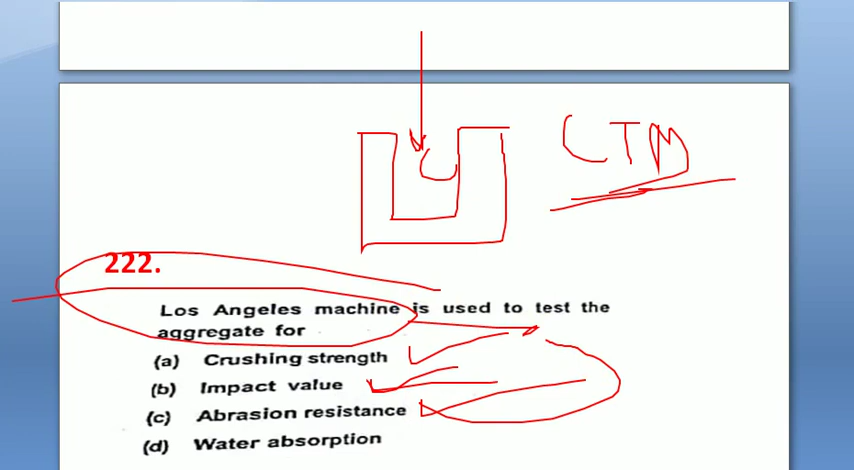 CTM
222.
Los Angeles machine is used to test the
aggregate for
(a) Crushing strength
(b) Impact value
(c) Abrasion resistance
(d) Water absorption